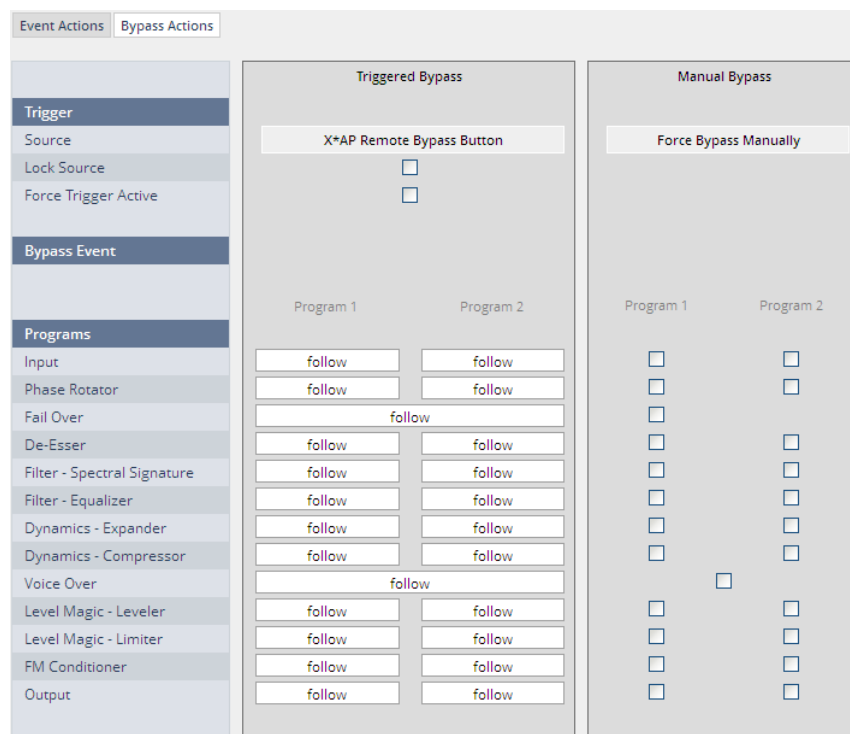 Event Actions Bypass Actions
Triggered Bypass Manual Bypass
Trigger
Source X*AP Remote Bypass Button Force Bypass Manually
Lock Source
Force Trigger Active
Bypass Event
Program 1 Program 2 Program 1 Program 2
Programs
Input follow follow
Phase Rotator follow follow
Fail Over follow
De-Esser follow follow
Filter - Spectral Signature follow follow
Filter - Equalizer follow follow
Dynamics - Expander follow follow
Dynamics - Compressor follow follow
Voice Over follow
Level Magic - Leveler follow follow
Level Magic - Limiter follow follow
FM Conditioner follow follow
Output follow follow